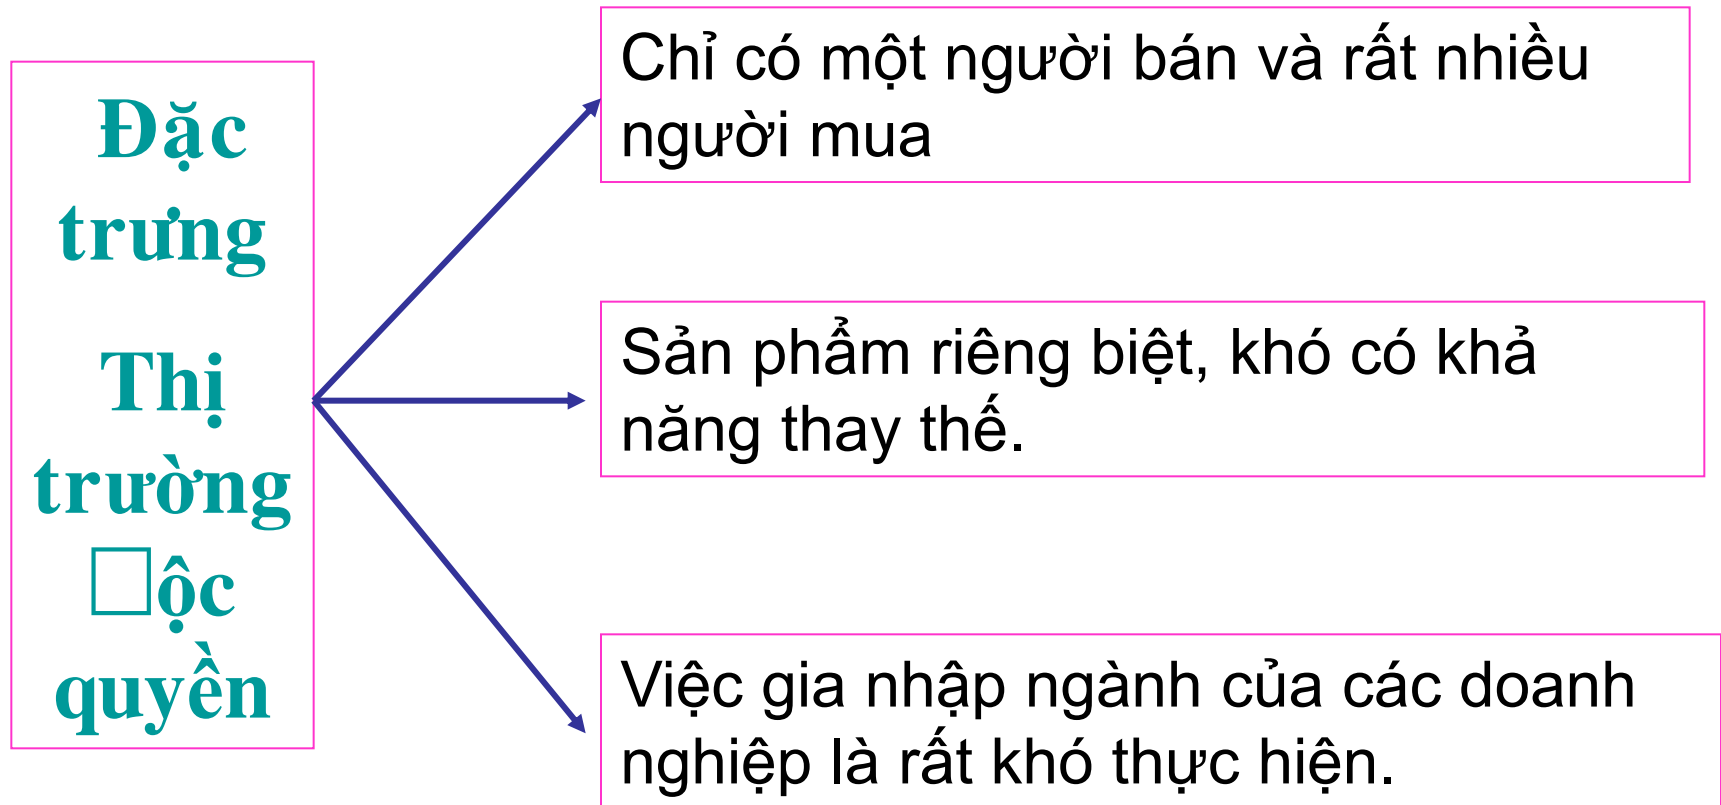 Đặc
trưng
Thị
trường
□ộc
quyền
Chỉ có một người bán và rất nhiều
người mua
Sản phẩm riêng biệt, khó có khả
năng thay thế.
Việc gia nhập ngành của các doanh
nghiệp là rất khó thực hiện.